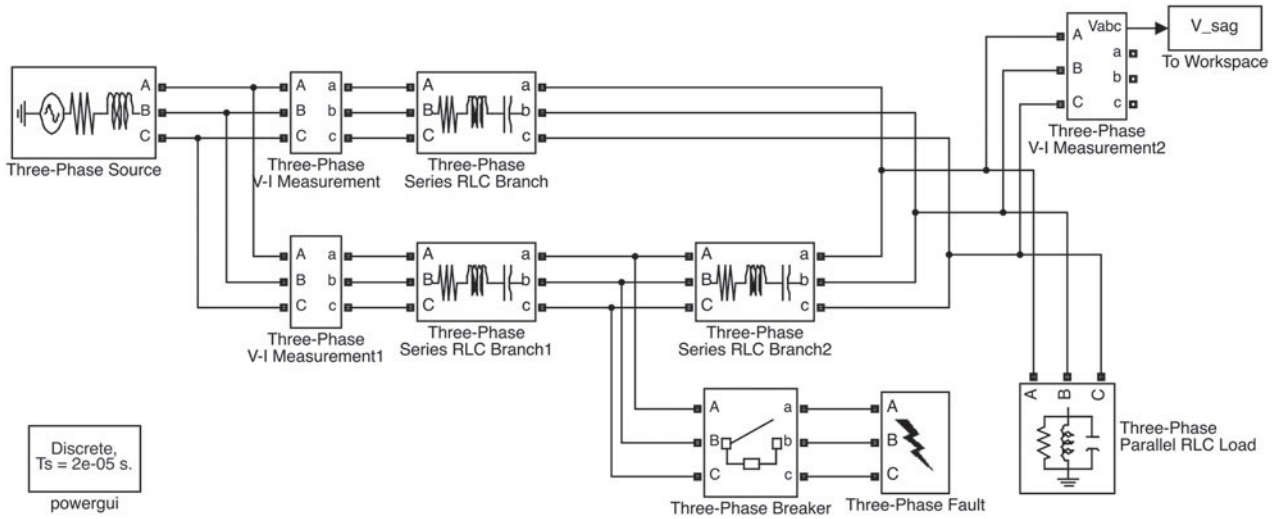 Vabc
A
B
C
a
b
c
V_sag
To Workspace
Three-Phase
V-I Measurement2
A
B
C
Three-Phase Source
A
B
C
a
b
c
Three-Phase
V-I Measurement
A
B
C
a
b
c
Three-Phase
Series RLC Branch
A
B
C
a
b
c
Three-Phase
V-I Measurement1
A
B
C
a
b
c
Three-Phase
Series RLC Branch1
A
B
C
a
b
c
Three-Phase
Series RLC Branch2
A
B
C
a
b
c
Three-Phase Breaker
A
B
C
Three-Phase Fault
A
B
C
Three-Phase
Parallel RLC Load
Discrete,
Ts = 2e-05 s.
powergui